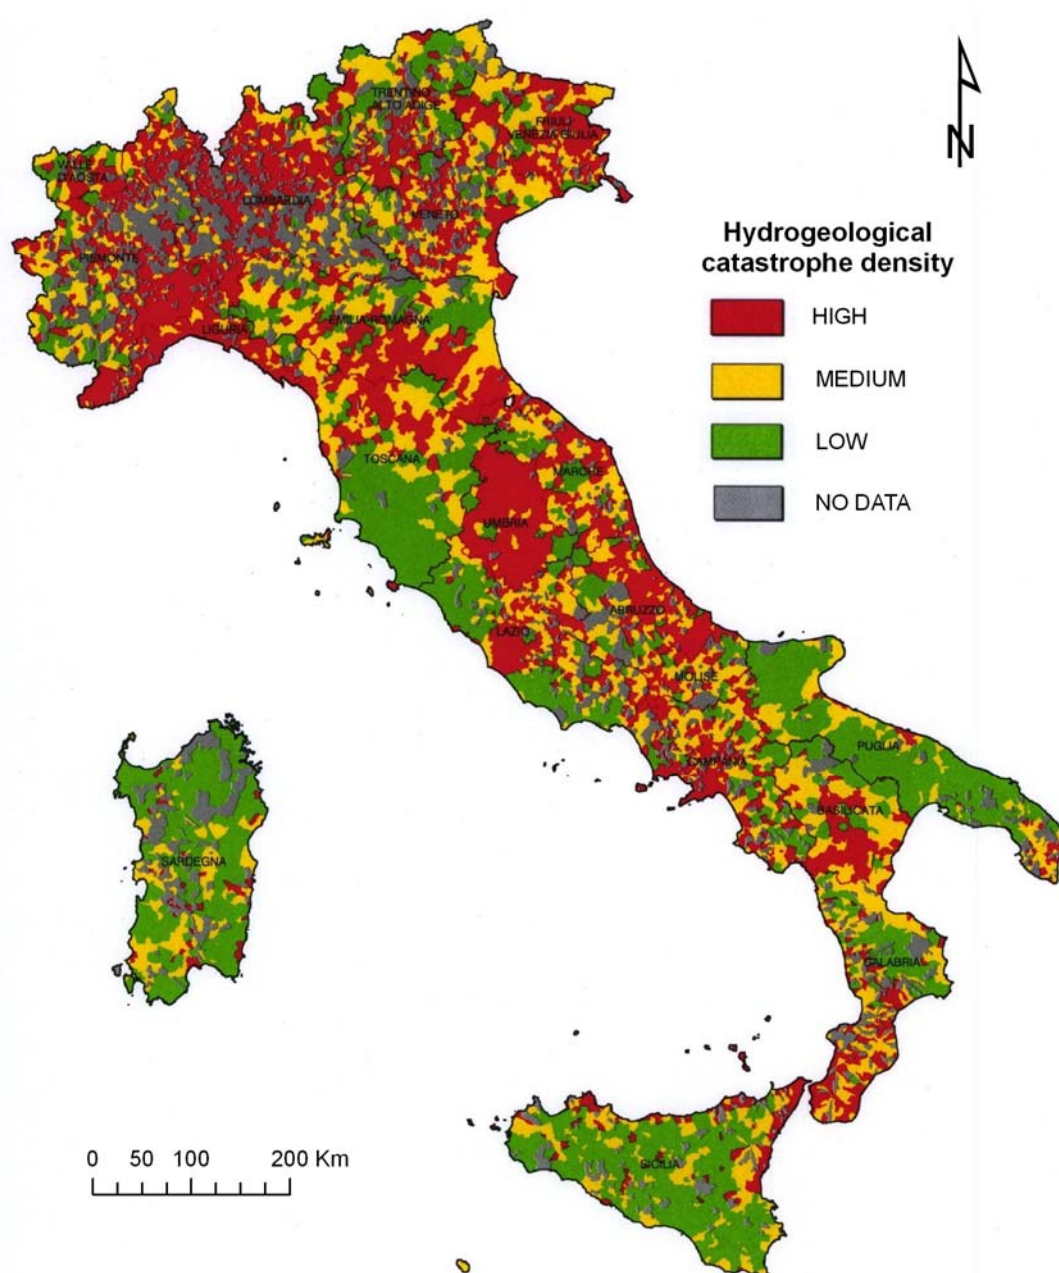 TRENTINO
ALTO ADIGE
FRIULI
VENEZIA GIULIA
N
VALLE
D'AOSTA
LOMBARDIA
VENETO
Hydrogeological
catastrophe density
PIEMONTE
HIGH
LIGURIA
EMILIA-ROMAGNA
MEDIUM
LOW
TOSCANA
MARCHE
NO DATA
UMBRIA
ABRUZZO
LAZIO
MOLISE
PUGLIA
CAMPANIA
BASILICATA
SARDEGNA
CALABRIA
SICILIA
0 50 100 200 Km